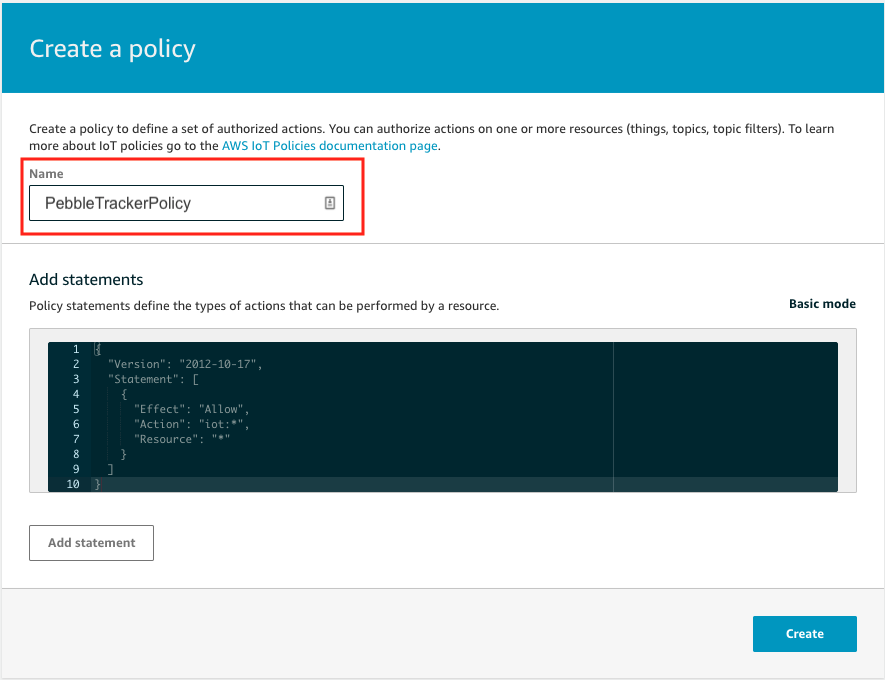 Create a policy
Create a policy to define a set of authorized actions. You can authorize actions on one or more resources (things, topics, topic filters). To learn
more about IoT policies go to the AWS IoT Policies documentation page.
Name
PebbleTrackerPolicy
Add statements
Policy statements define the types of actions that can be performed by a resource.
Basic mode
1 {
2 "Version": "2012-10-17",
3 "Statement": [
4 {
5 "Effect": "Allow",
6 "Action": "iot:*",
7 "Resource": "*"
8 }
9 ]
10 }
Add statement
Create